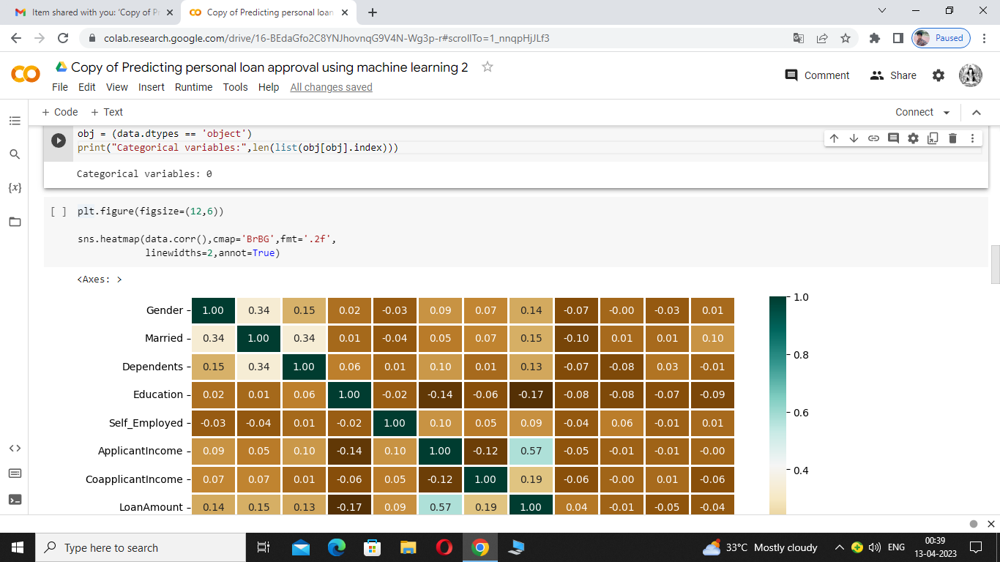 Item shared with you: 'Copy of Pr
Copy of Predicting personal loan
colab.research.google.com/drive/16-BEdaGfo2C8YNJhovnqG9V4N-Wg3p-r#scrollTo=1_nnqpHjJLf3
Paused
Copy of Predicting personal loan approval using machine learning 2
Comment
Share
File Edit View Insert Runtime Tools Help All changes saved
+ Code + Text
Connect
obj = (data.dtypes == 'object')
print("Categorical variables:",len(list(obj[obj].index)))
Categorical variables: 0
{x}
[ ] plt.figure(figsize=(12,6))
sns.heatmap(data.corr(),cmap='BrBG',fmt='.2f',
linewidths=2,annot=True)
<Axes: >
Gender 1.00 0.34 0.15 0.02 -0.03 0.09 0.07 0.14 -0.07 -0.00 -0.03 0.01
Married 0.34 1.00 0.34 0.01 -0.04 0.05 0.07 0.15 -0.10 0.01 0.01 0.10
Dependents 0.15 0.34 1.00 0.06 0.01 0.10 0.01 0.13 -0.07 -0.08 0.03 -0.01
Education 0.02 0.01 0.06 1.00 -0.02 -0.14 -0.06 -0.17 -0.08 -0.08 -0.07 -0.09
Self_Employed -0.03 -0.04 0.01 -0.02 1.00 0.10 0.05 0.09 -0.04 0.06 -0.01 0.01
ApplicantIncome 0.09 0.05 0.10 -0.14 0.10 1.00 -0.12 0.57 -0.05 -0.01 -0.01 -0.00
CoapplicantIncome 0.07 0.07 0.01 -0.06 0.05 -0.12 1.00 0.19 -0.06 -0.00 0.01 -0.06
LoanAmount 0.14 0.15 0.13 -0.17 0.09 0.57 0.19 1.00 0.04 -0.01 -0.05 -0.04
1.0
0.8
0.6
0.4
Type here to search
33°C Mostly cloudy
ENG
00:39
13-04-2023